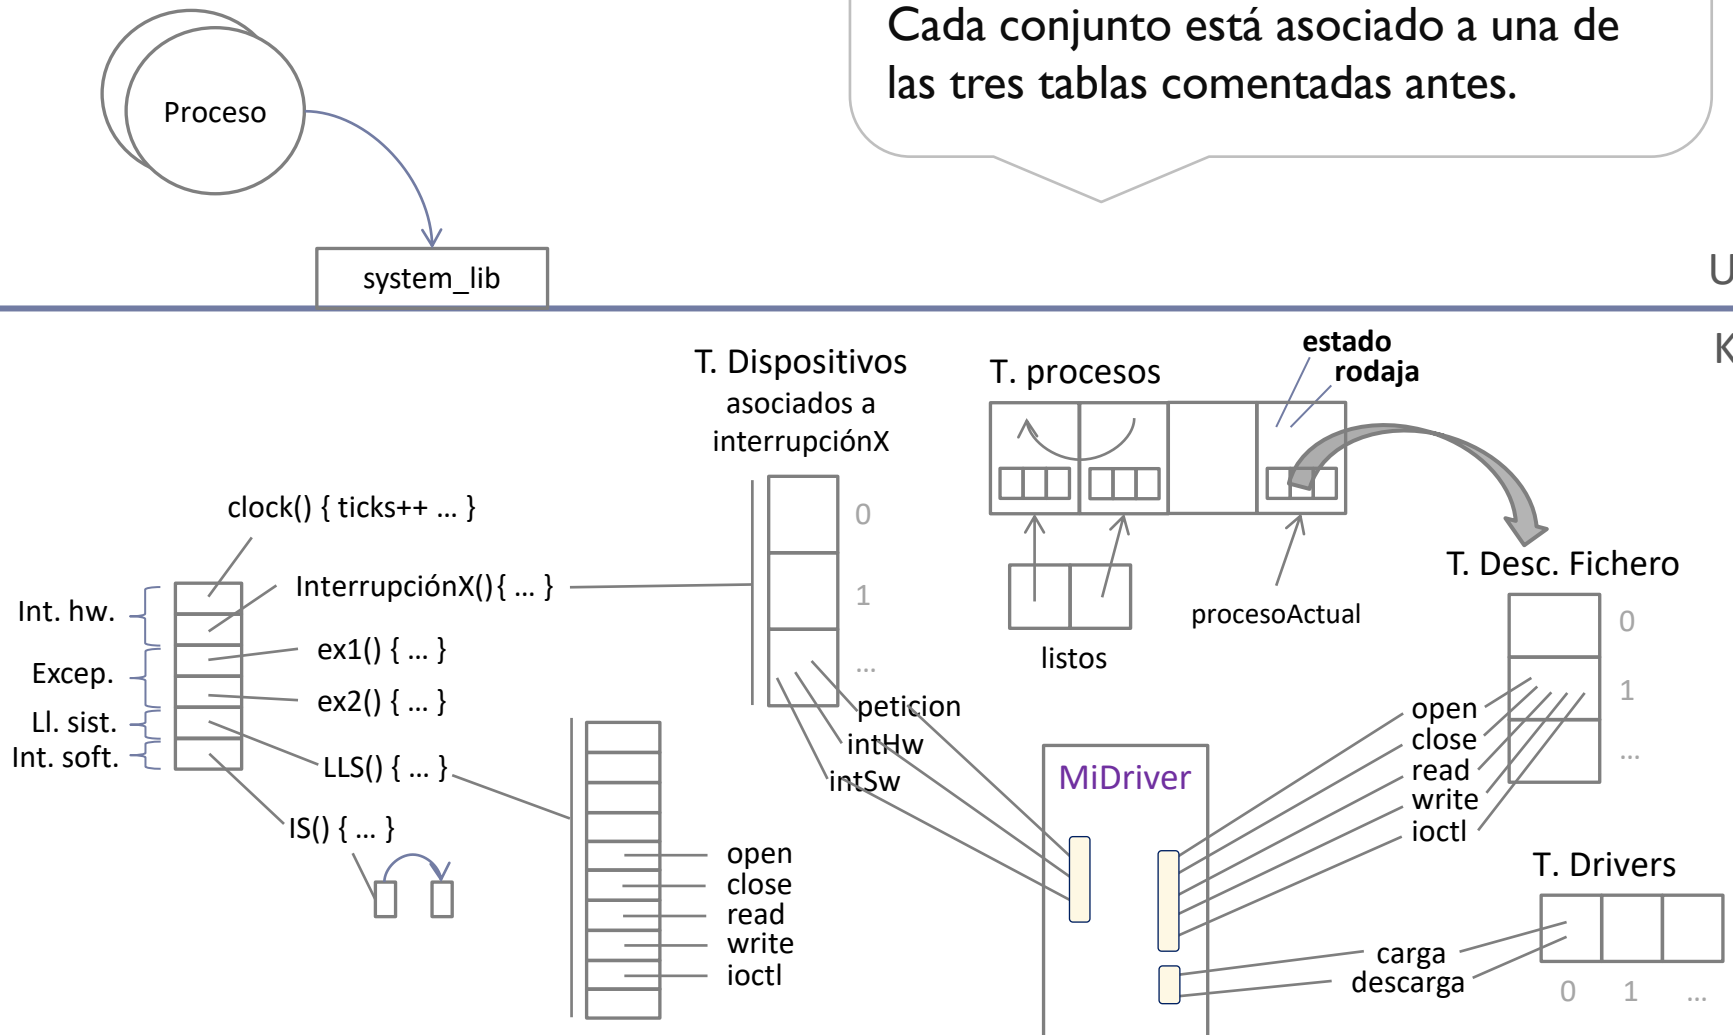 Cada conjunto está asociado a una de
las tres tablas comentadas antes.
Proceso
system_lib
U
K
T. Dispositivos
asociados a
interrupciónX
0
1
...
T. procesos
estado
rodaja
listos
procesoActual
T. Desc. Fichero
0
1
...
clock() { ticks++ ... }
InterrupciónX(){ ... }
ex1() { ... }
ex2() { ... }
LLS() { ... }
IS() { ... }
Int. hw.
Excep.
Ll. sist.
Int. soft.
open
close
read
write
ioctl
peticion
intHw
intSw
MiDriver
open
close
read
write
ioctl
T. Drivers
carga
descarga
0 1 ...